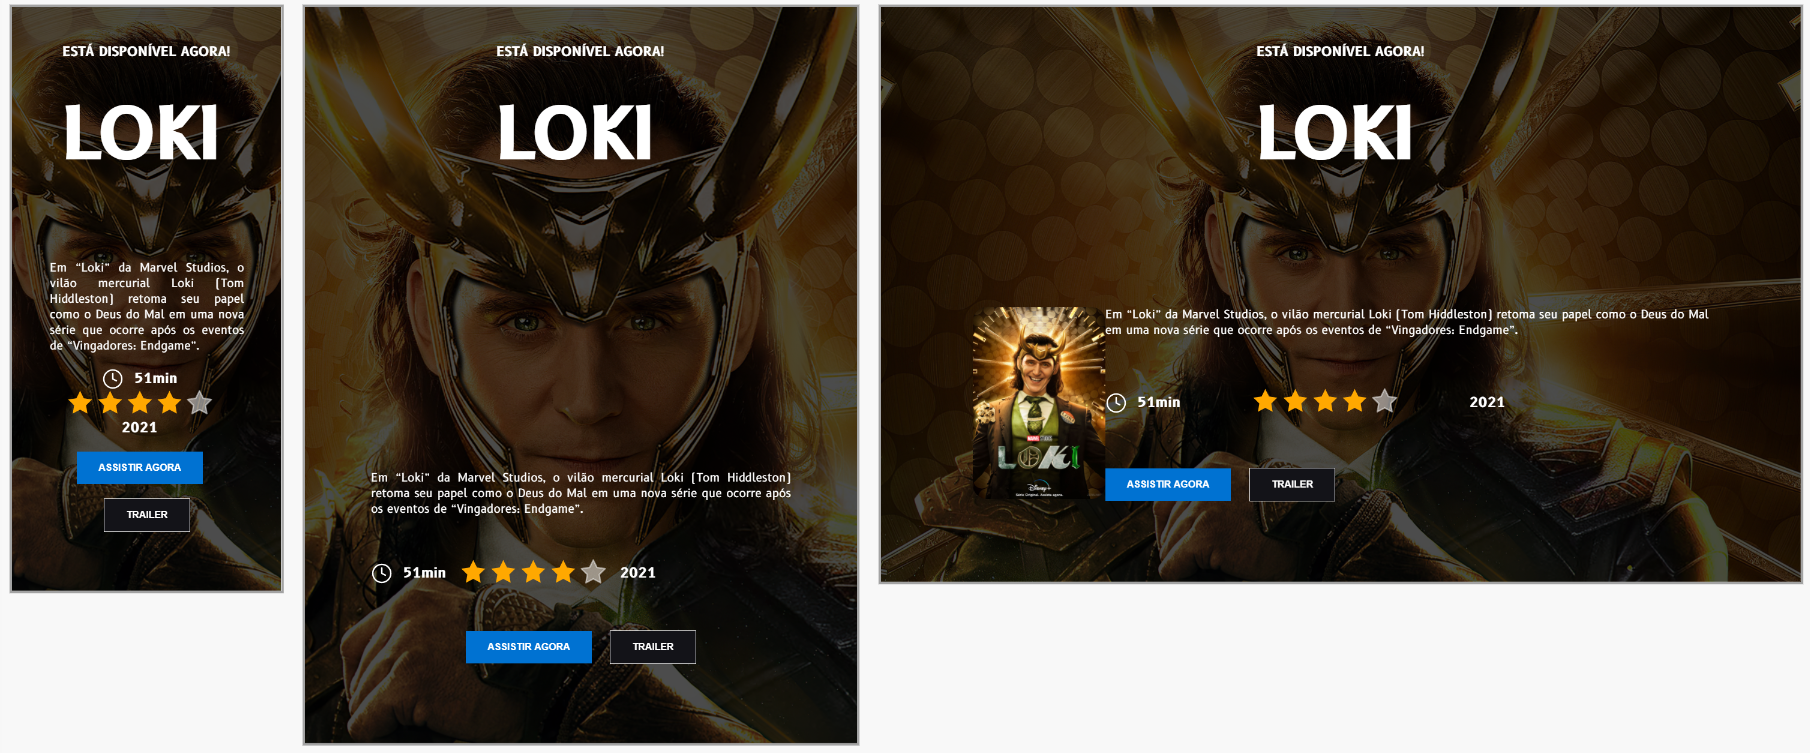 ESTÁ DISPONÍVEL AGORA!
LOKI
Em “Loki” da Marvel Studios, o
vilão mercurial Loki (Tom
Hiddleston) retoma seu papel
como o Deus do Mal em uma nova
série que ocorre após os eventos
de “Vingadores: Endgame”.
51min
2021
ASSISTIR AGORA
TRAILER
ESTÁ DISPONÍVEL AGORA!
LOKI
Em “Loki” da Marvel Studios, o vilão mercurial Loki (Tom Hiddleston)
retoma seu papel como o Deus do Mal em uma nova série que ocorre após
os eventos de “Vingadores: Endgame”.
51min 2021
ASSISTIR AGORA TRAILER
ESTÁ DISPONÍVEL AGORA!
LOKI
Em “Loki” da Marvel Studios, o vilão mercurial Loki (Tom Hiddleston) retoma seu papel como o Deus do Mal
em uma nova série que ocorre após os eventos de “Vingadores: Endgame”.
51min 2021
ASSISTIR AGORA TRAILER
MARVEL STUDIOS
LOKI
Disney+
Série Original. Assista agora.